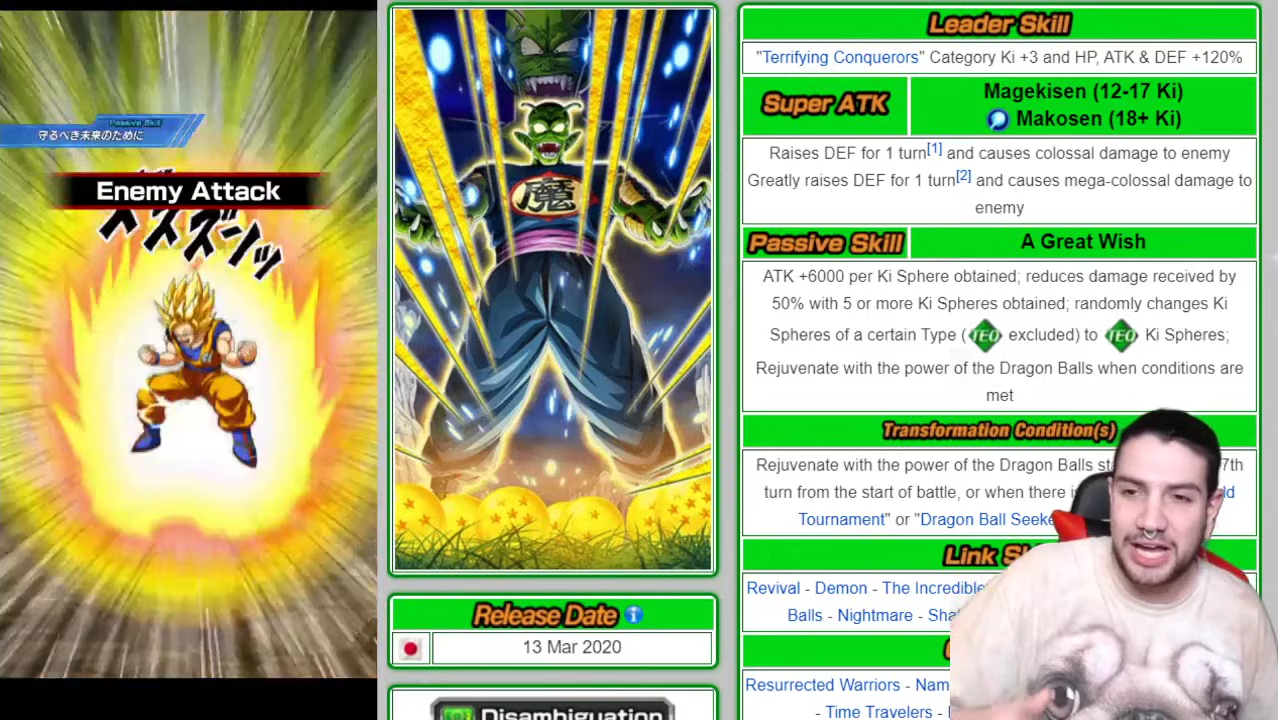 Passive Skill
守るべき未来のために
Enemy Attack
ズズズーンッ
魔
Release Date
13 Mar 2020
Disambiguation
Leader Skill
"Terrifying Conquerors" Category Ki +3 and HP, ATK & DEF +120%
Super ATK
Magekisen (12-17 Ki)
Makosen (18+ Ki)
Raises DEF for 1 turn[1] and causes colossal damage to enemy
Greatly raises DEF for 1 turn[2] and causes mega-colossal damage to
enemy
Passive Skill
A Great Wish
ATK +6000 per Ki Sphere obtained; reduces damage received by
50% with 5 or more Ki Spheres obtained; randomly changes Ki
Spheres of a certain Type (TEQ excluded) to TEQ Ki Spheres;
Rejuvenate with the power of the Dragon Balls when conditions are
met
Transformation Condition(s)
Rejuvenate with the power of the Dragon Balls 7th
turn from the start of battle, or when there
Tournament" or "Dragon Ball
Link
Revival - Demon - The Incredible
Balls - Nightmare -
Resurrected Warriors -
- Time Travelers -